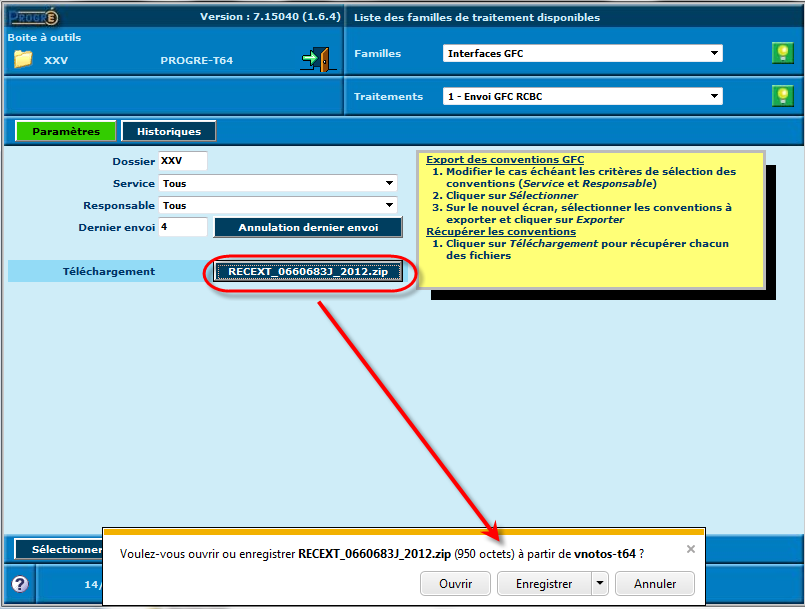 PROGRÉ
Version : 7.15040 (1.6.4)
Liste des familles de traitement disponibles
Boite à outils
XXV PROGRE-T64
Familles Interfaces GFC
Traitements 1 - Envoi GFC RCBC
Paramètres Historiques
Dossier XXV
Service Tous
Responsable Tous
Dernier envoi 4 Annulation dernier envoi
Téléchargement RECEXT_0660683J_2012.zip
Export des conventions GFC
1. Modifier le cas échéant les critères de sélection des
conventions (Service et Responsable)
2. Cliquer sur Sélectionner
3. Sur le nouvel écran, sélectionner les conventions à
exporter et cliquer sur Exporter
Récupérer les conventions
1. Cliquer sur Téléchargement pour récupérer chacun
des fichiers
Sélectionner
? 14/
Voulez-vous ouvrir ou enregistrer RECEXT_0660683J_2012.zip (950 octets) à partir de vnotos-t64 ?
Ouvrir Enregistrer Annuler